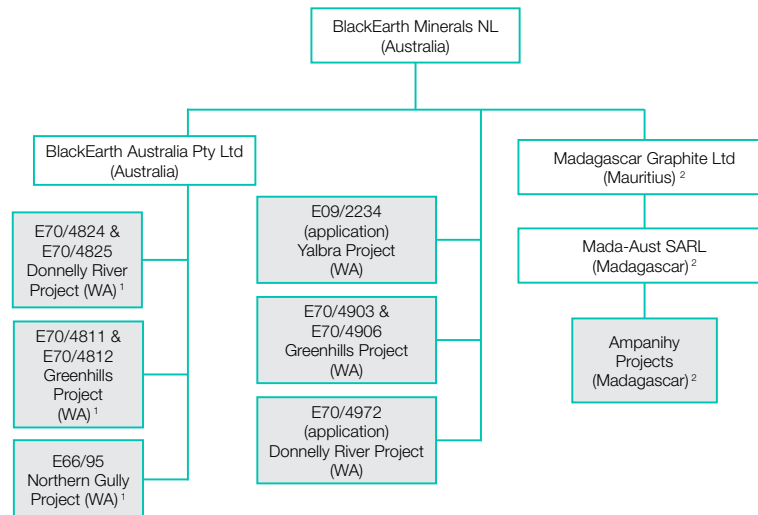 BlackEarth Minerals NL
(Australia)
BlackEarth Australia Pty Ltd
(Australia)
E70/4824 &
E70/4825
Donnelly River
Project (WA) 1
E70/4811 &
E70/4812
Greenhills
Project
(WA) 1
E66/95
Northern Gully
Project (WA) 1
E09/2234
(application)
Yalbra Project
(WA)
E70/4903 &
E70/4906
Greenhills Project
(WA)
E70/4972
(application)
Donnelly River Project
(WA)
Madagascar Graphite Ltd
(Mauritius) 2
Mada-Aust SARL
(Madagascar) 2
Ampanihy
Projects
(Madagascar) 2